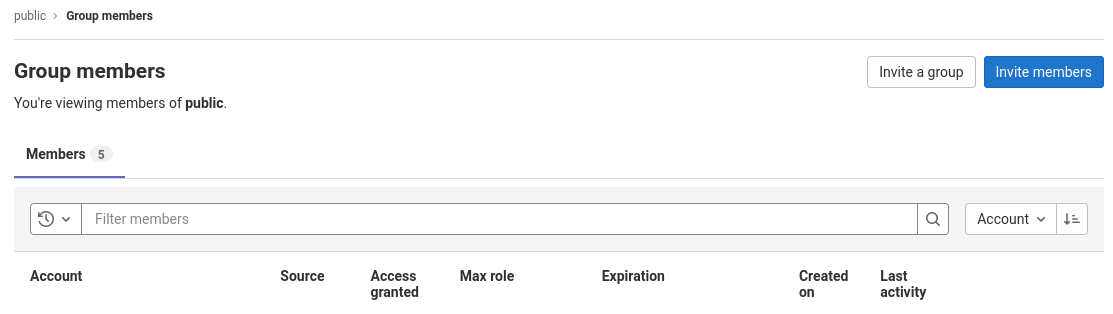 public > Group members
Group members
Invite a group
Invite members
You're viewing members of public.
Members 5
Filter members
Account
Account Source Access granted Max role Expiration Created on Last activity